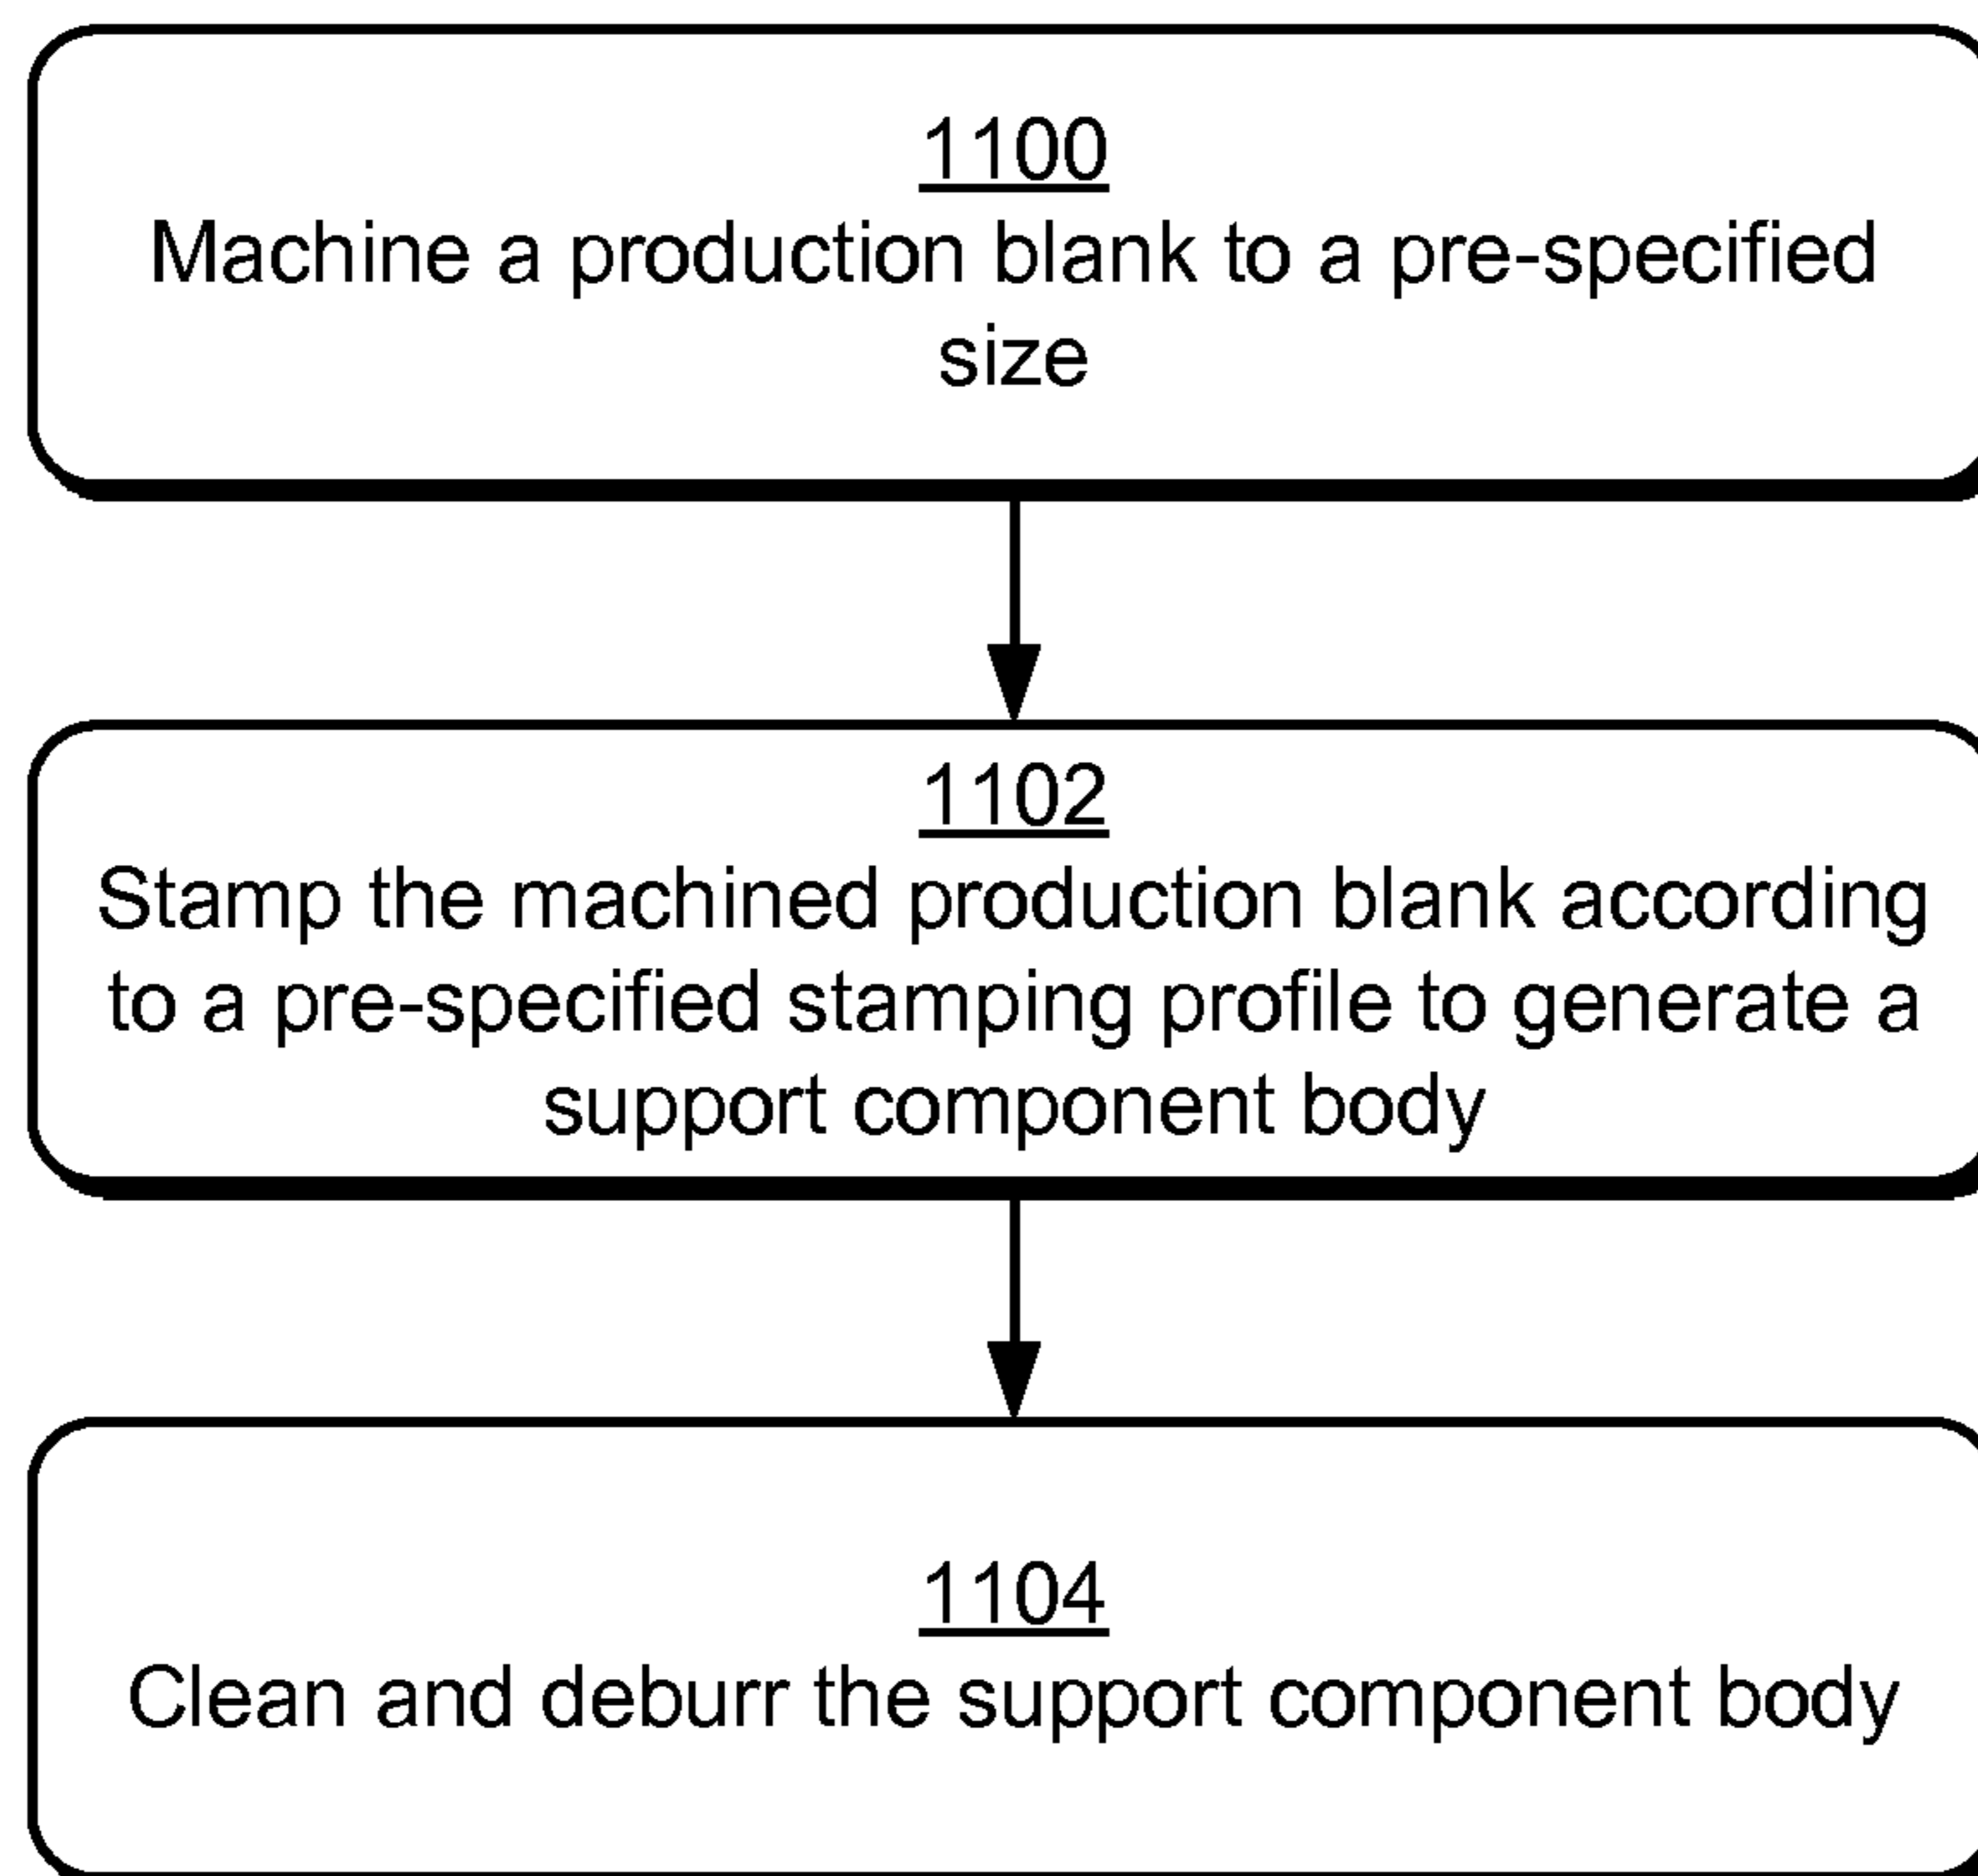 1100
Machine a production blank to a pre-specified
size
1102
Stamp the machined production blank according
to a pre-specified stamping profile to generate a
support component body
1104
Clean and deburr the support component body